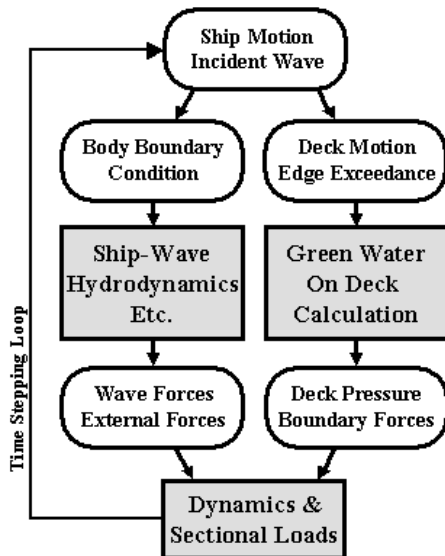 Ship Motion
Incident Wave
Body Boundary
Condition
Deck Motion
Edge Exceedance
Ship-Wave
Hydrodynamics
Etc.
Green Water
On Deck
Calculation
Wave Forces
External Forces
Deck Pressure
Boundary Forces
Dynamics &
Sectional Loads
Time Stepping Loop